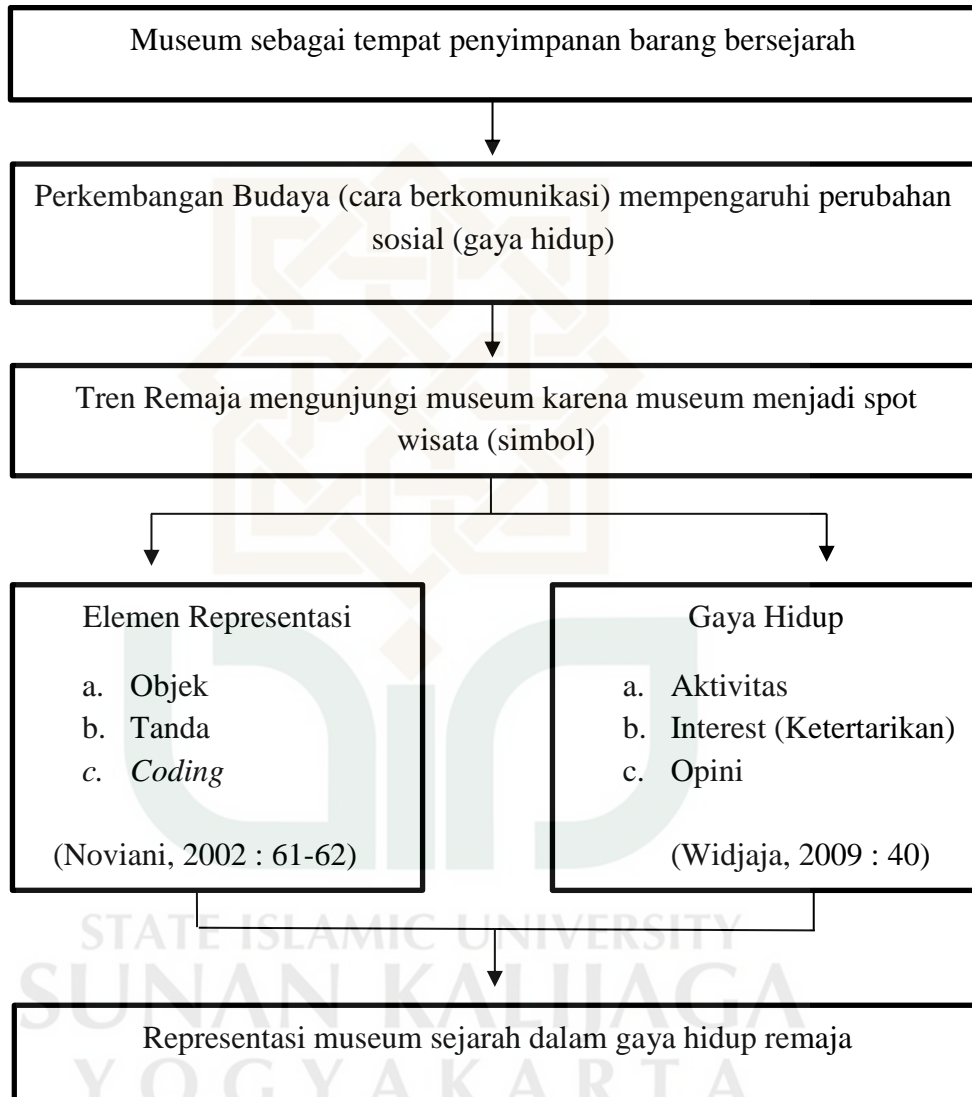 Museum sebagai tempat penyimpanan barang bersejarah
Perkembangan Budaya (cara berkomunikasi) mempengaruhi perubahan
sosial (gaya hidup)
Tren Remaja mengunjungi museum karena museum menjadi spot
wisata (simbol)
Elemen Representasi
a. Objek
b. Tanda
c. Coding
(Noviani, 2002 : 61-62)
Gaya Hidup
a. Aktivitas
b. Interest (Ketertarikan)
c. Opini
(Widjaja, 2009 : 40)
STATE ISLAMIC UNIVERSITY
SUNAN KALIJAGA
Representasi museum sejarah dalam gaya hidup remaja
YOGYAKARTA